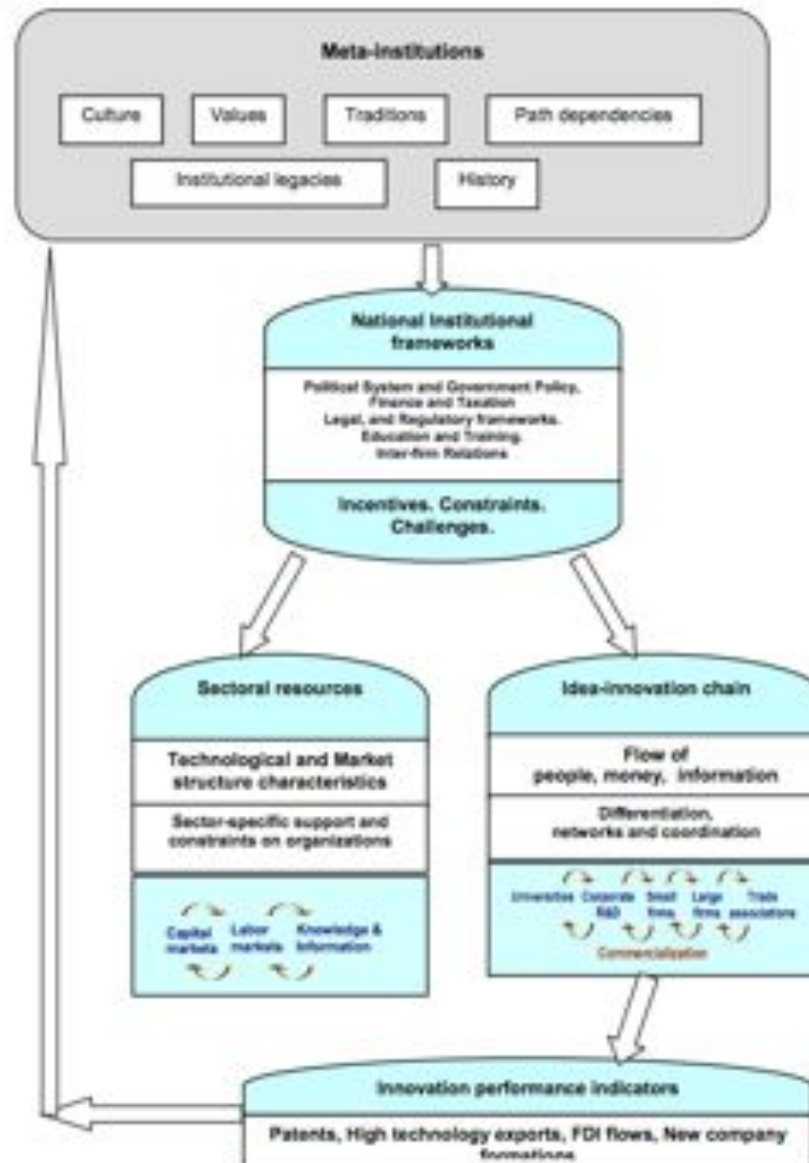 Meta-institutions
Culture
Values
Traditions
Path dependencies
Institutional legacies
History
National Institutional
frameworks
Political System and Government Policy,
Finance and Taxation
Legal, and Regulatory frameworks.
Education and Training.
Inter-firm Relations
Incentives. Constraints.
Challenges.
Sectoral resources
Technological and Market
structure characteristics
Sector-specific support and
constraints on organizations
Capital
markets
Labor
markets
Knowledge &
Information
Idea-innovation chain
Flow of
people, money, information
Differentiation,
networks and coordination
Universities
Corporate
R&D
Small
firms
Large
firms
Trade
associations
Commercialization
Innovation performance indicators
Patents, High technology exports, FDI flows, New company
formations